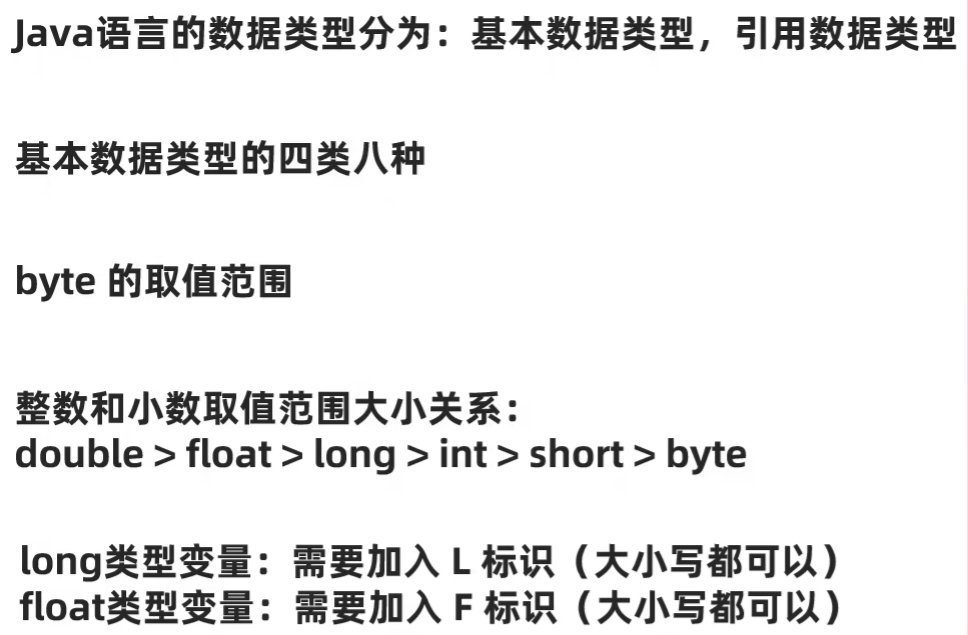 Java语言的数据类型分为：基本数据类型，引用数据类型
基本数据类型的四类八种
byte 的取值范围
整数和小数取值范围大小关系：
double > float > long > int > short > byte
long类型变量：需要加入 L 标识（大小写都可以）
float类型变量：需要加入 F 标识（大小写都可以）